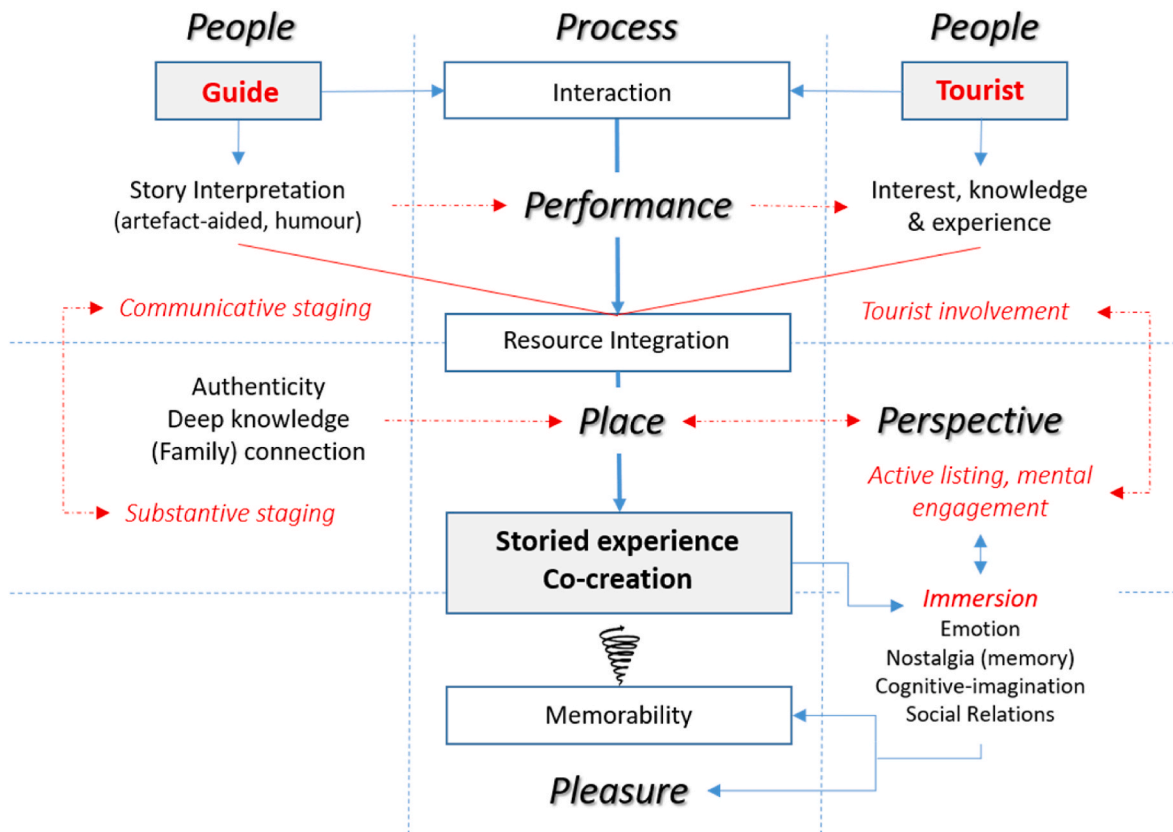 People
Process
People
Guide
Interaction
Tourist
Story Interpretation
(artefact-aided, humour)
Performance
Interest, knowledge
& experience
Communicative staging
Tourist involvement
Resource Integration
Authenticity
Deep knowledge
(Family) connection
Place
Perspective
Substantive staging
Active listing, mental
engagement
Storied experience
Co-creation
Immersion
Emotion
Nostalgia (memory)
Cognitive-imagination
Social Relations
Memorability
Pleasure